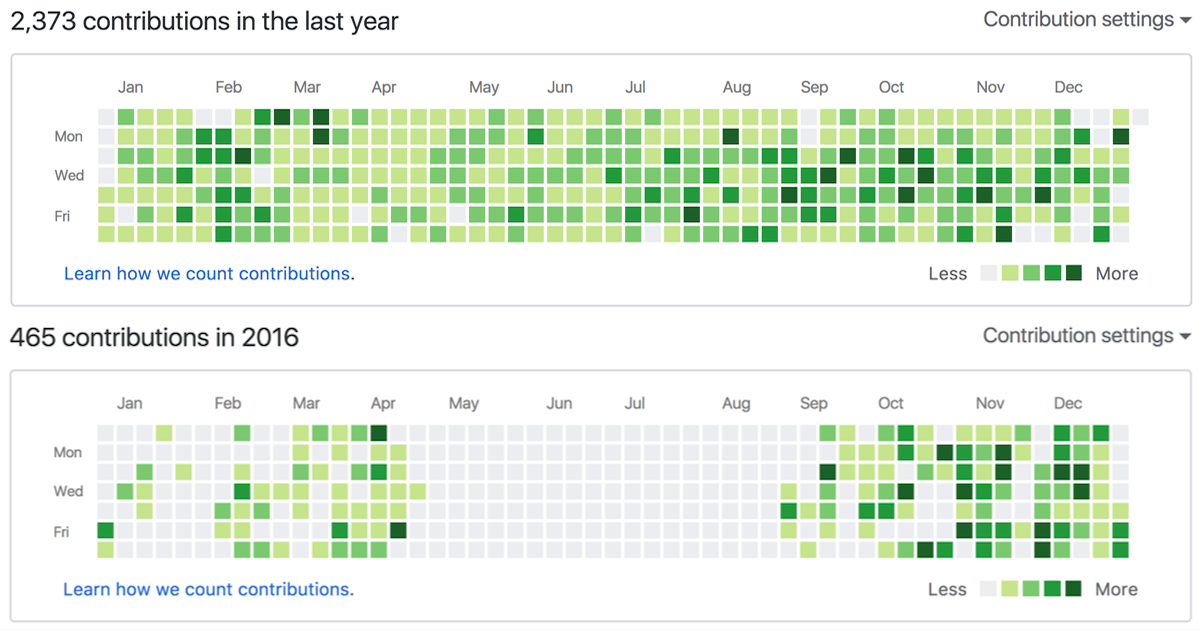 2,373 contributions in the last year
Contribution settings
Jan Feb Mar Apr May Jun Jul Aug Sep Oct Nov Dec
Mon
Wed
Fri
Learn how we count contributions.
Less More
465 contributions in 2016
Contribution settings
Jan Feb Mar Apr May Jun Jul Aug Sep Oct Nov Dec
Mon
Wed
Fri
Learn how we count contributions.
Less More